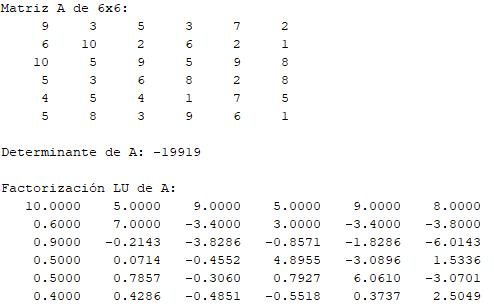 Matriz A de 6x6:
9 3 5 3 7 2
6 10 2 6 2 1
10 5 9 5 9 8
5 3 6 8 2 8
4 5 4 1 7 5
5 8 3 9 6 1
Determinante de A: -19919
Factorización LU de A:
10.0000 5.0000 9.0000 5.0000 9.0000 8.0000
0.6000 7.0000 -3.4000 3.0000 -3.4000 -3.8000
0.9000 -0.2143 -3.8286 -0.8571 -1.8286 -6.0143
0.5000 0.0714 -0.4552 4.8955 -3.0896 1.5336
0.5000 0.7857 -0.3060 0.7927 6.0610 -3.0701
0.4000 0.4286 -0.4851 -0.5518 0.3737 2.5049